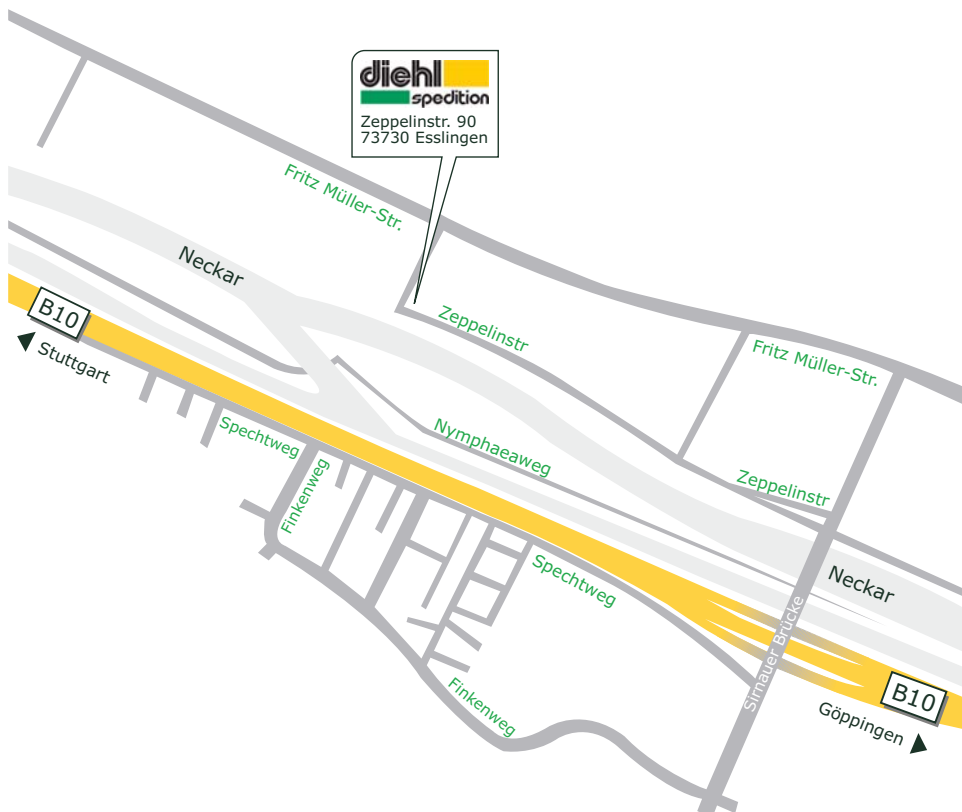 diehl
spedition
Zeppelinstr. 90
73730 Esslingen
Fritz Müller-Str.
Neckar
B10
Stuttgart
Zeppelinstr
Fritz Müller-Str.
Spechtweg
Nymphaeaweg
Finkenweg
Zeppelinstr
Spechtweg
Neckar
Sirnauer Brücke
Finkenweg
B10
Göppingen